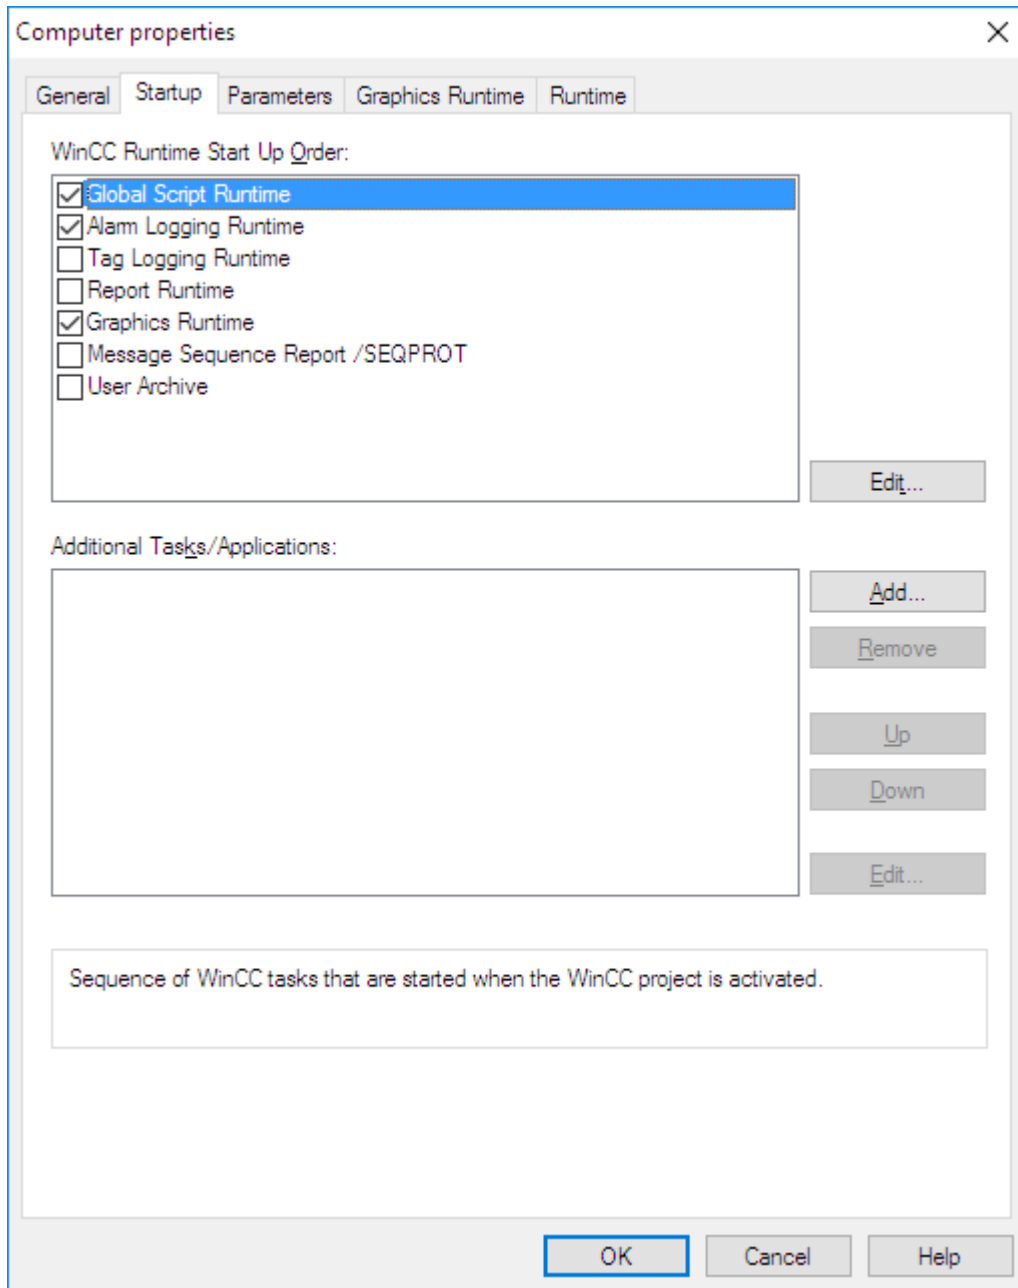 Computer properties
General Startup Parameters Graphics Runtime Runtime
WinCC Runtime Start Up Order:
Global Script Runtime
Alarm Logging Runtime
Tag Logging Runtime
Report Runtime
Graphics Runtime
Message Sequence Report /SEQPROT
User Archive
Edit...
Additional Tasks/Applications:
Add...
Remove
Up
Down
Edit...
Sequence of WinCC tasks that are started when the WinCC project is activated.
OK Cancel Help